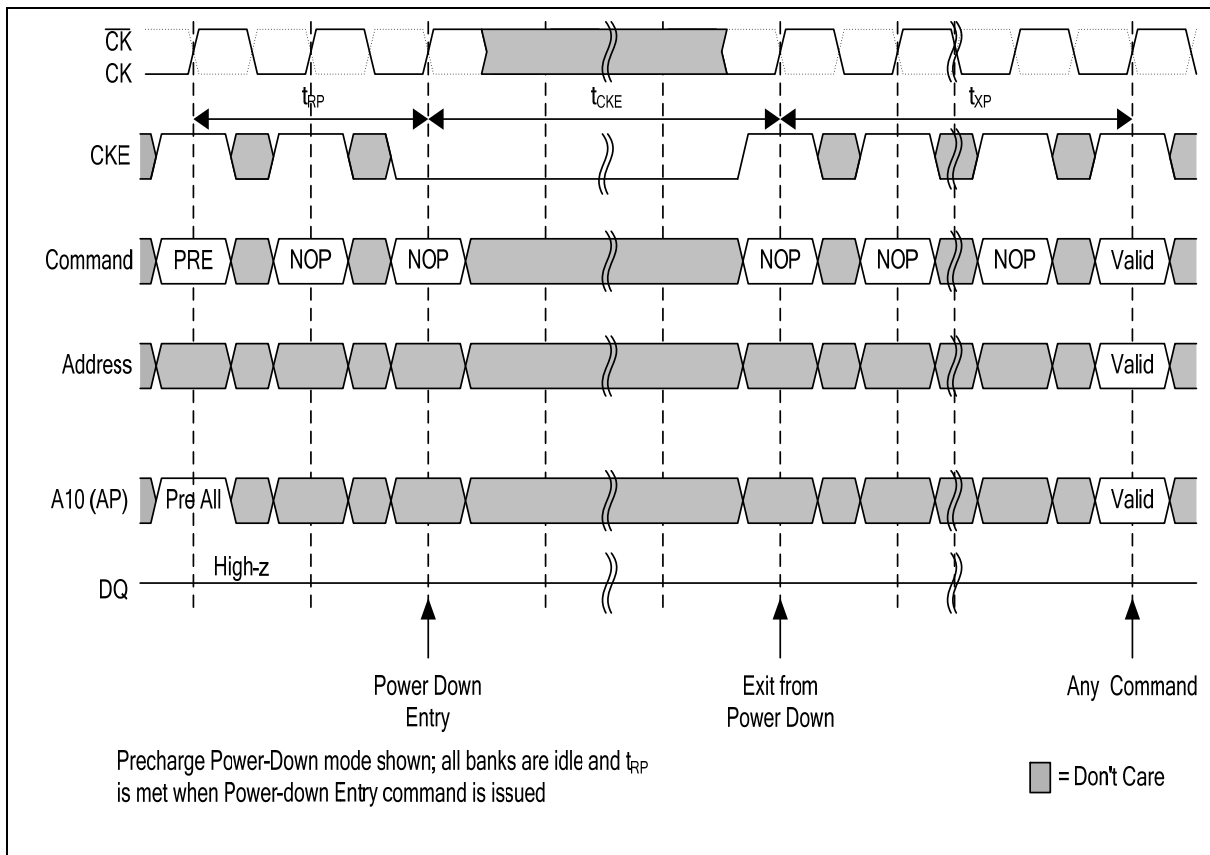 C̅K̅
CK
tRP tCKE tXP
CKE
Command PRE NOP NOP NOP NOP NOP Valid
Address Valid
A10 (AP) Pre All Valid
High-z
DQ
Power Down
Entry
Exit from
Power Down
Any Command
Precharge Power-Down mode shown; all banks are idle and tRP
is met when Power-down Entry command is issued
= Don't Care